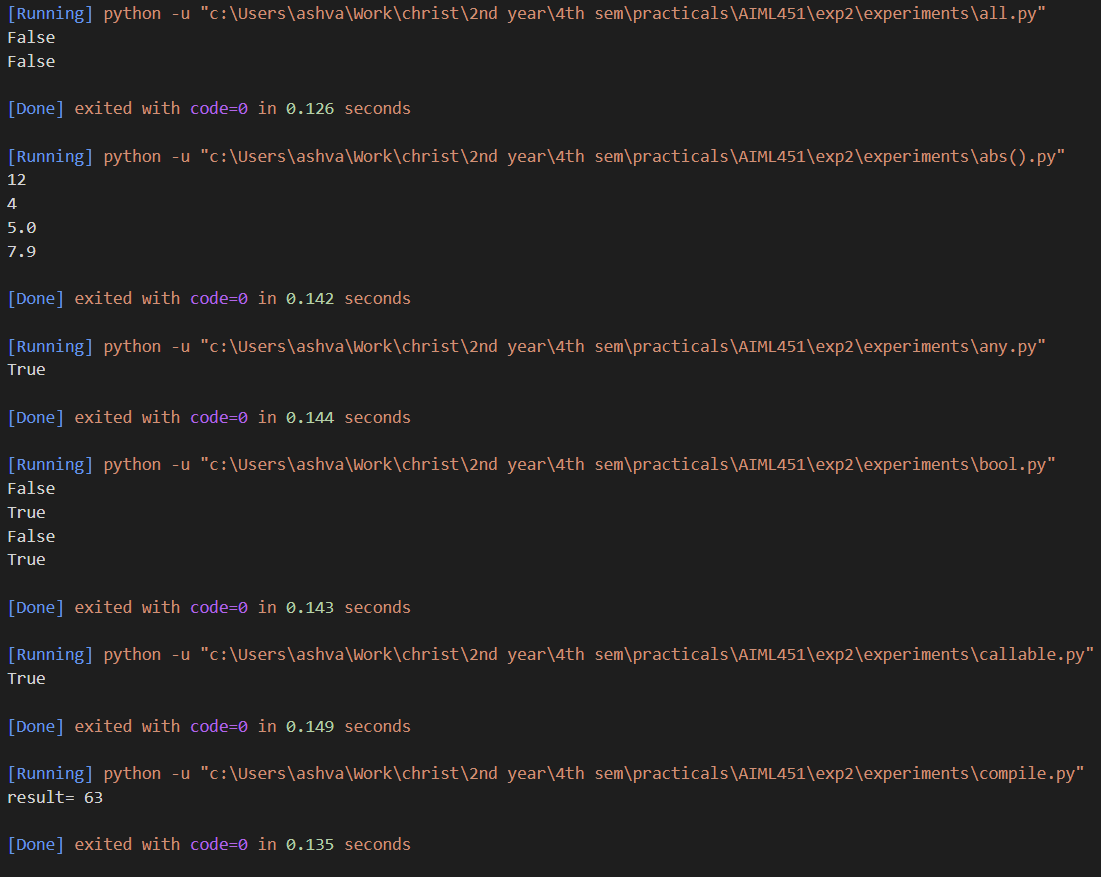 [Running] python -u "c:\Users\ashva\Work\christ\2nd year\4th sem\practicals\AIML451\exp2\experiments\all.py"
False
False
[Done] exited with code=0 in 0.126 seconds
[Running] python -u "c:\Users\ashva\Work\christ\2nd year\4th sem\practicals\AIML451\exp2\experiments\abs().py"
12
4
5.0
7.9
[Done] exited with code=0 in 0.142 seconds
[Running] python -u "c:\Users\ashva\Work\christ\2nd year\4th sem\practicals\AIML451\exp2\experiments\any.py"
True
[Done] exited with code=0 in 0.144 seconds
[Running] python -u "c:\Users\ashva\Work\christ\2nd year\4th sem\practicals\AIML451\exp2\experiments\bool.py"
False
True
False
True
[Done] exited with code=0 in 0.143 seconds
[Running] python -u "c:\Users\ashva\Work\christ\2nd year\4th sem\practicals\AIML451\exp2\experiments\callable.py"
True
[Done] exited with code=0 in 0.149 seconds
[Running] python -u "c:\Users\ashva\Work\christ\2nd year\4th sem\practicals\AIML451\exp2\experiments\compile.py"
result= 63
[Done] exited with code=0 in 0.135 seconds